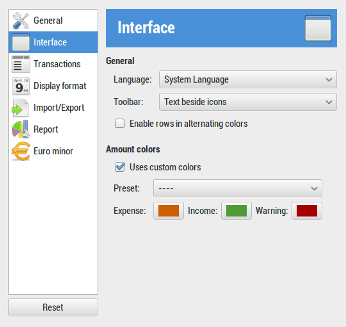 General
Interface
Transactions
Display format
Import/Export
Report
Euro minor
Reset
Interface
General
Language: System Language
Toolbar: Text beside icons
Enable rows in alternating colors
Amount colors
Uses custom colors
Preset: ----
Expense: Income: Warning: